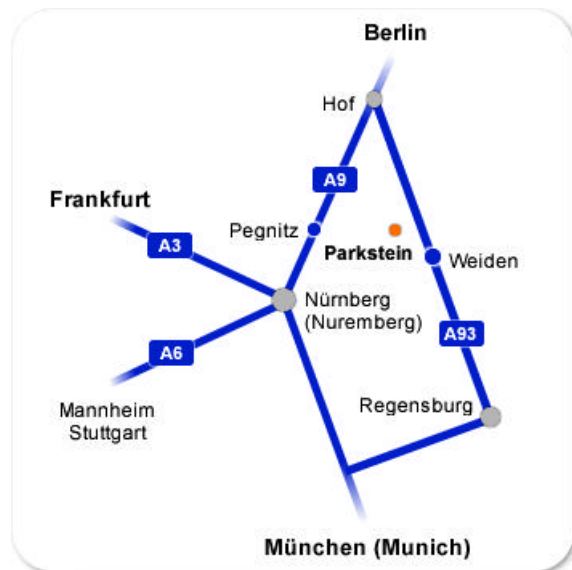 Berlin
Hof
A9
Frankfurt
Pegnitz
A3
Parkstein
Weiden
Nürnberg
(Nuremberg)
A93
A6
Mannheim
Stuttgart
Regensburg
München (Munich)